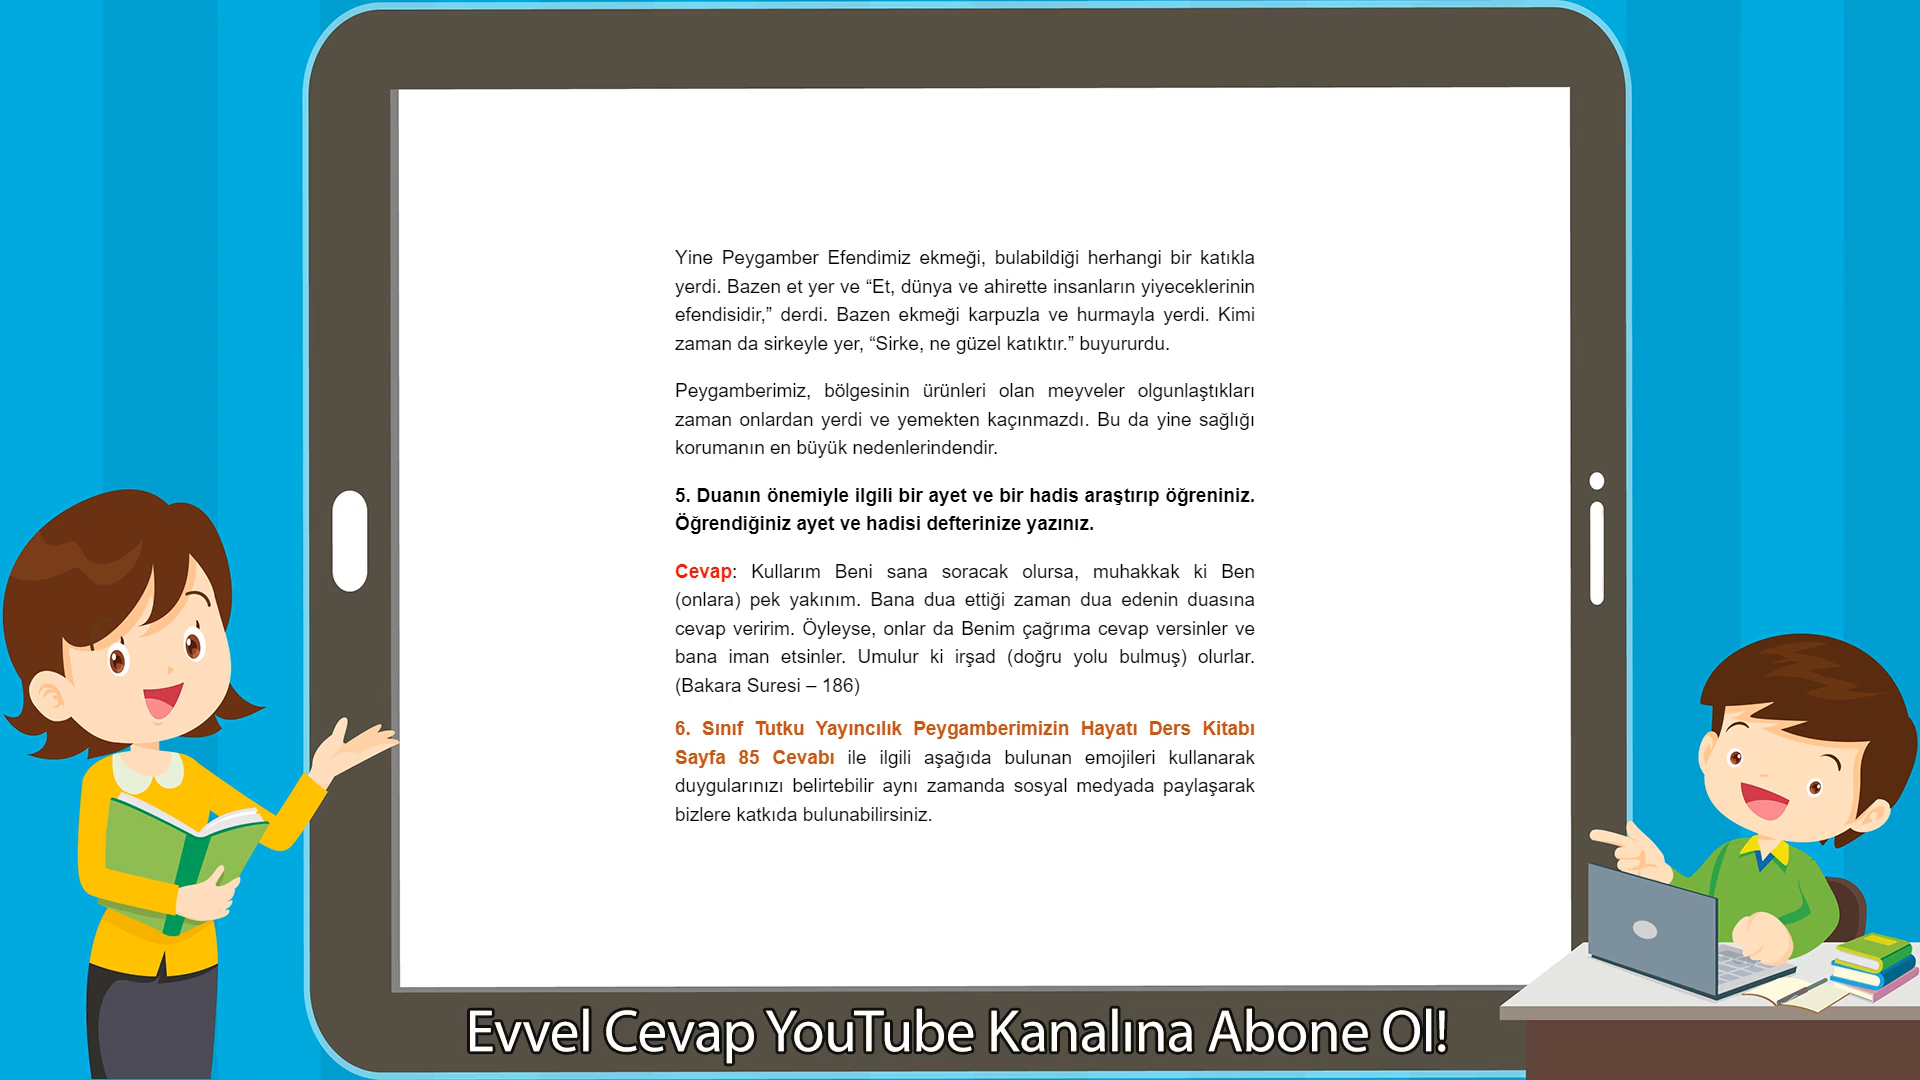 Yine Peygamber Efendimiz ekmeği, bulabildiği herhangi bir katıkla
yerdi. Bazen et yer ve “Et, dünya ve ahirette insanların yiyeceklerinin
efendisidir,” derdi. Bazen ekmeği karpuzla ve hurmayla yerdi. Kimi
zaman da sirkeyle yer, “Sirke, ne güzel katıktır.” buyururdu.
Peygamberimiz, bölgesinin ürünleri olan meyveler olgunlaştıkları
zaman onlardan yerdi ve yemekten kaçınmazdı. Bu da yine sağlığı
korumanın en büyük nedenlerindendir.
5. Duanın önemiyle ilgili bir ayet ve bir hadis araştırıp öğreniniz.
Öğrendiğiniz ayet ve hadisi defterinize yazınız.
Cevap: Kullarım Beni sana soracak olursa, muhakkak ki Ben
(onlara) pek yakınım. Bana dua ettiği zaman dua edenin duasına
cevap veririm. Öyleyse, onlar da Benim çağrıma cevap versinler ve
bana iman etsinler. Umulur ki irşad (doğru yolu bulmuş) olurlar.
(Bakara Suresi – 186)
6. Sınıf Tutku Yayıncılık Peygamberimizin Hayatı Ders Kitabı
Sayfa 85 Cevabı ile ilgili aşağıda bulunan emojileri kullanarak
duygularınızı belirtebilir aynı zamanda sosyal medyada paylaşarak
bizlere katkıda bulunabilirsiniz.
Evvel Cevap YouTube Kanalına Abone Ol!